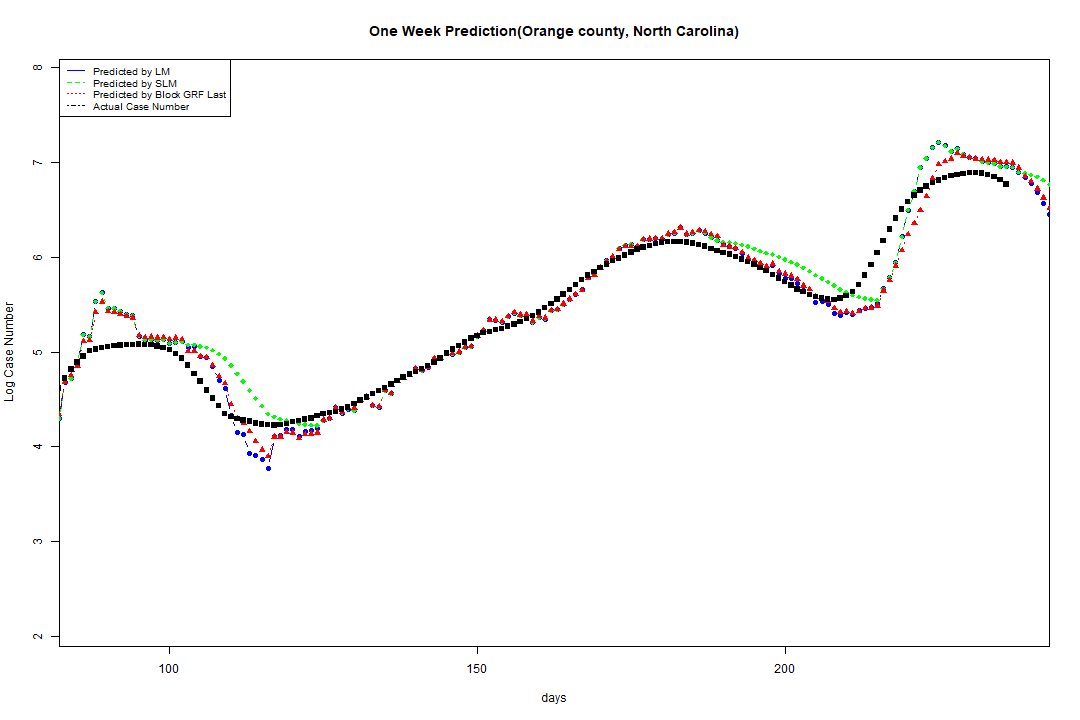 One Week Prediction(Orange county, North Carolina)
Predicted by LM
Predicted by SLM
Predicted by Block GRF Last
Actual Case Number
8
7
6
5
4
3
2
Log Case Number
100
150
200
days